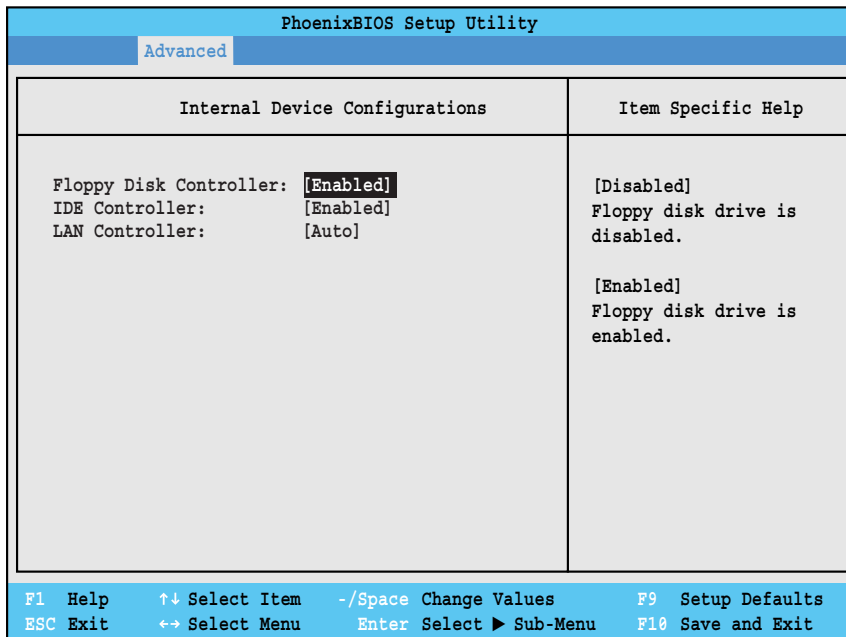 PhoenixBIOS Setup Utility
Advanced
Internal Device Configurations
Item Specific Help
Floppy Disk Controller: [Enabled]
IDE Controller: [Enabled]
LAN Controller: [Auto]
[Disabled]
Floppy disk drive is
disabled.
[Enabled]
Floppy disk drive is
enabled.
F1 Help ↑↓ Select Item -/Space Change Values F9 Setup Defaults
ESC Exit ←→ Select Menu Enter Select ▶ Sub-Menu F10 Save and Exit